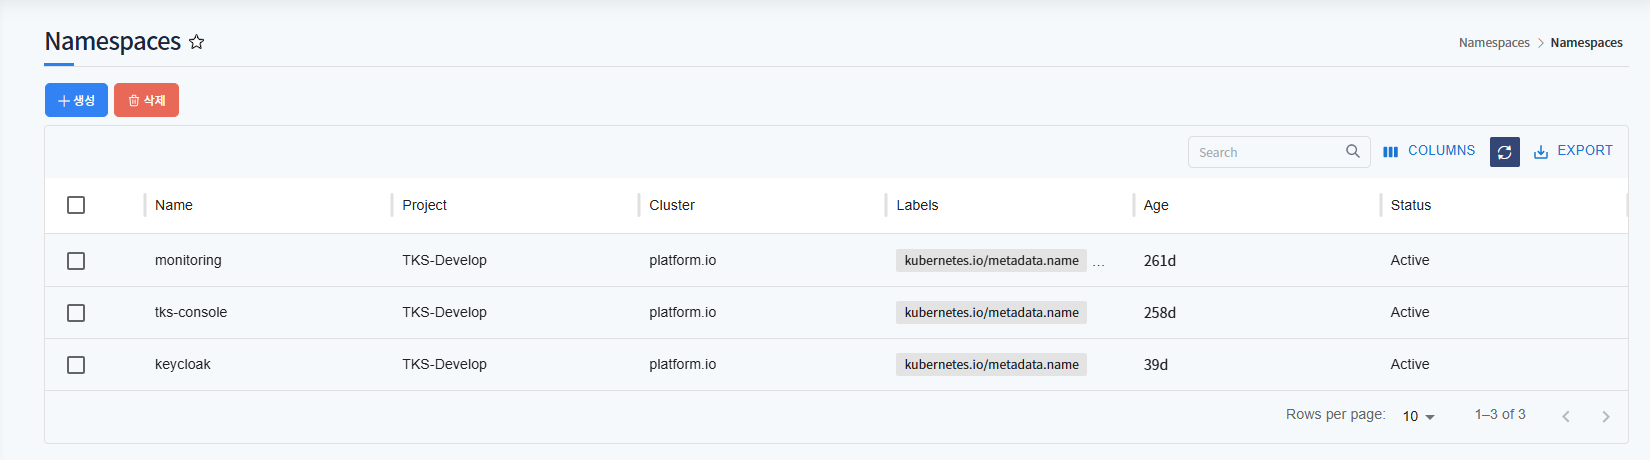 Namespaces
Namespaces > Namespaces
생성 삭제
Search COLUMNS EXPORT
Name Project Cluster Labels Age Status
monitoring TKS-Develop platform.io kubernetes.io/metadata.name ... 261d Active
tks-console TKS-Develop platform.io kubernetes.io/metadata.name 258d Active
keycloak TKS-Develop platform.io kubernetes.io/metadata.name 39d Active
Rows per page: 10 1–3 of 3